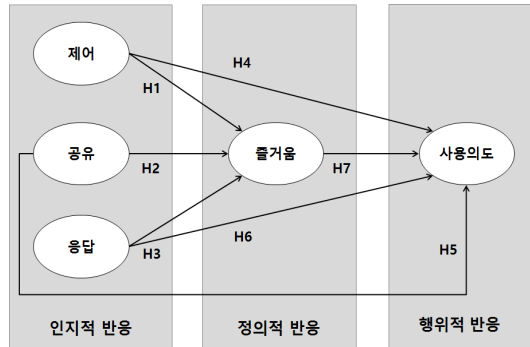 제어
H1
H4
공유
H2
즐거움
H7
사용의도
응답
H3
H6
H5
인지적 반응
정의적 반응
행위적 반응